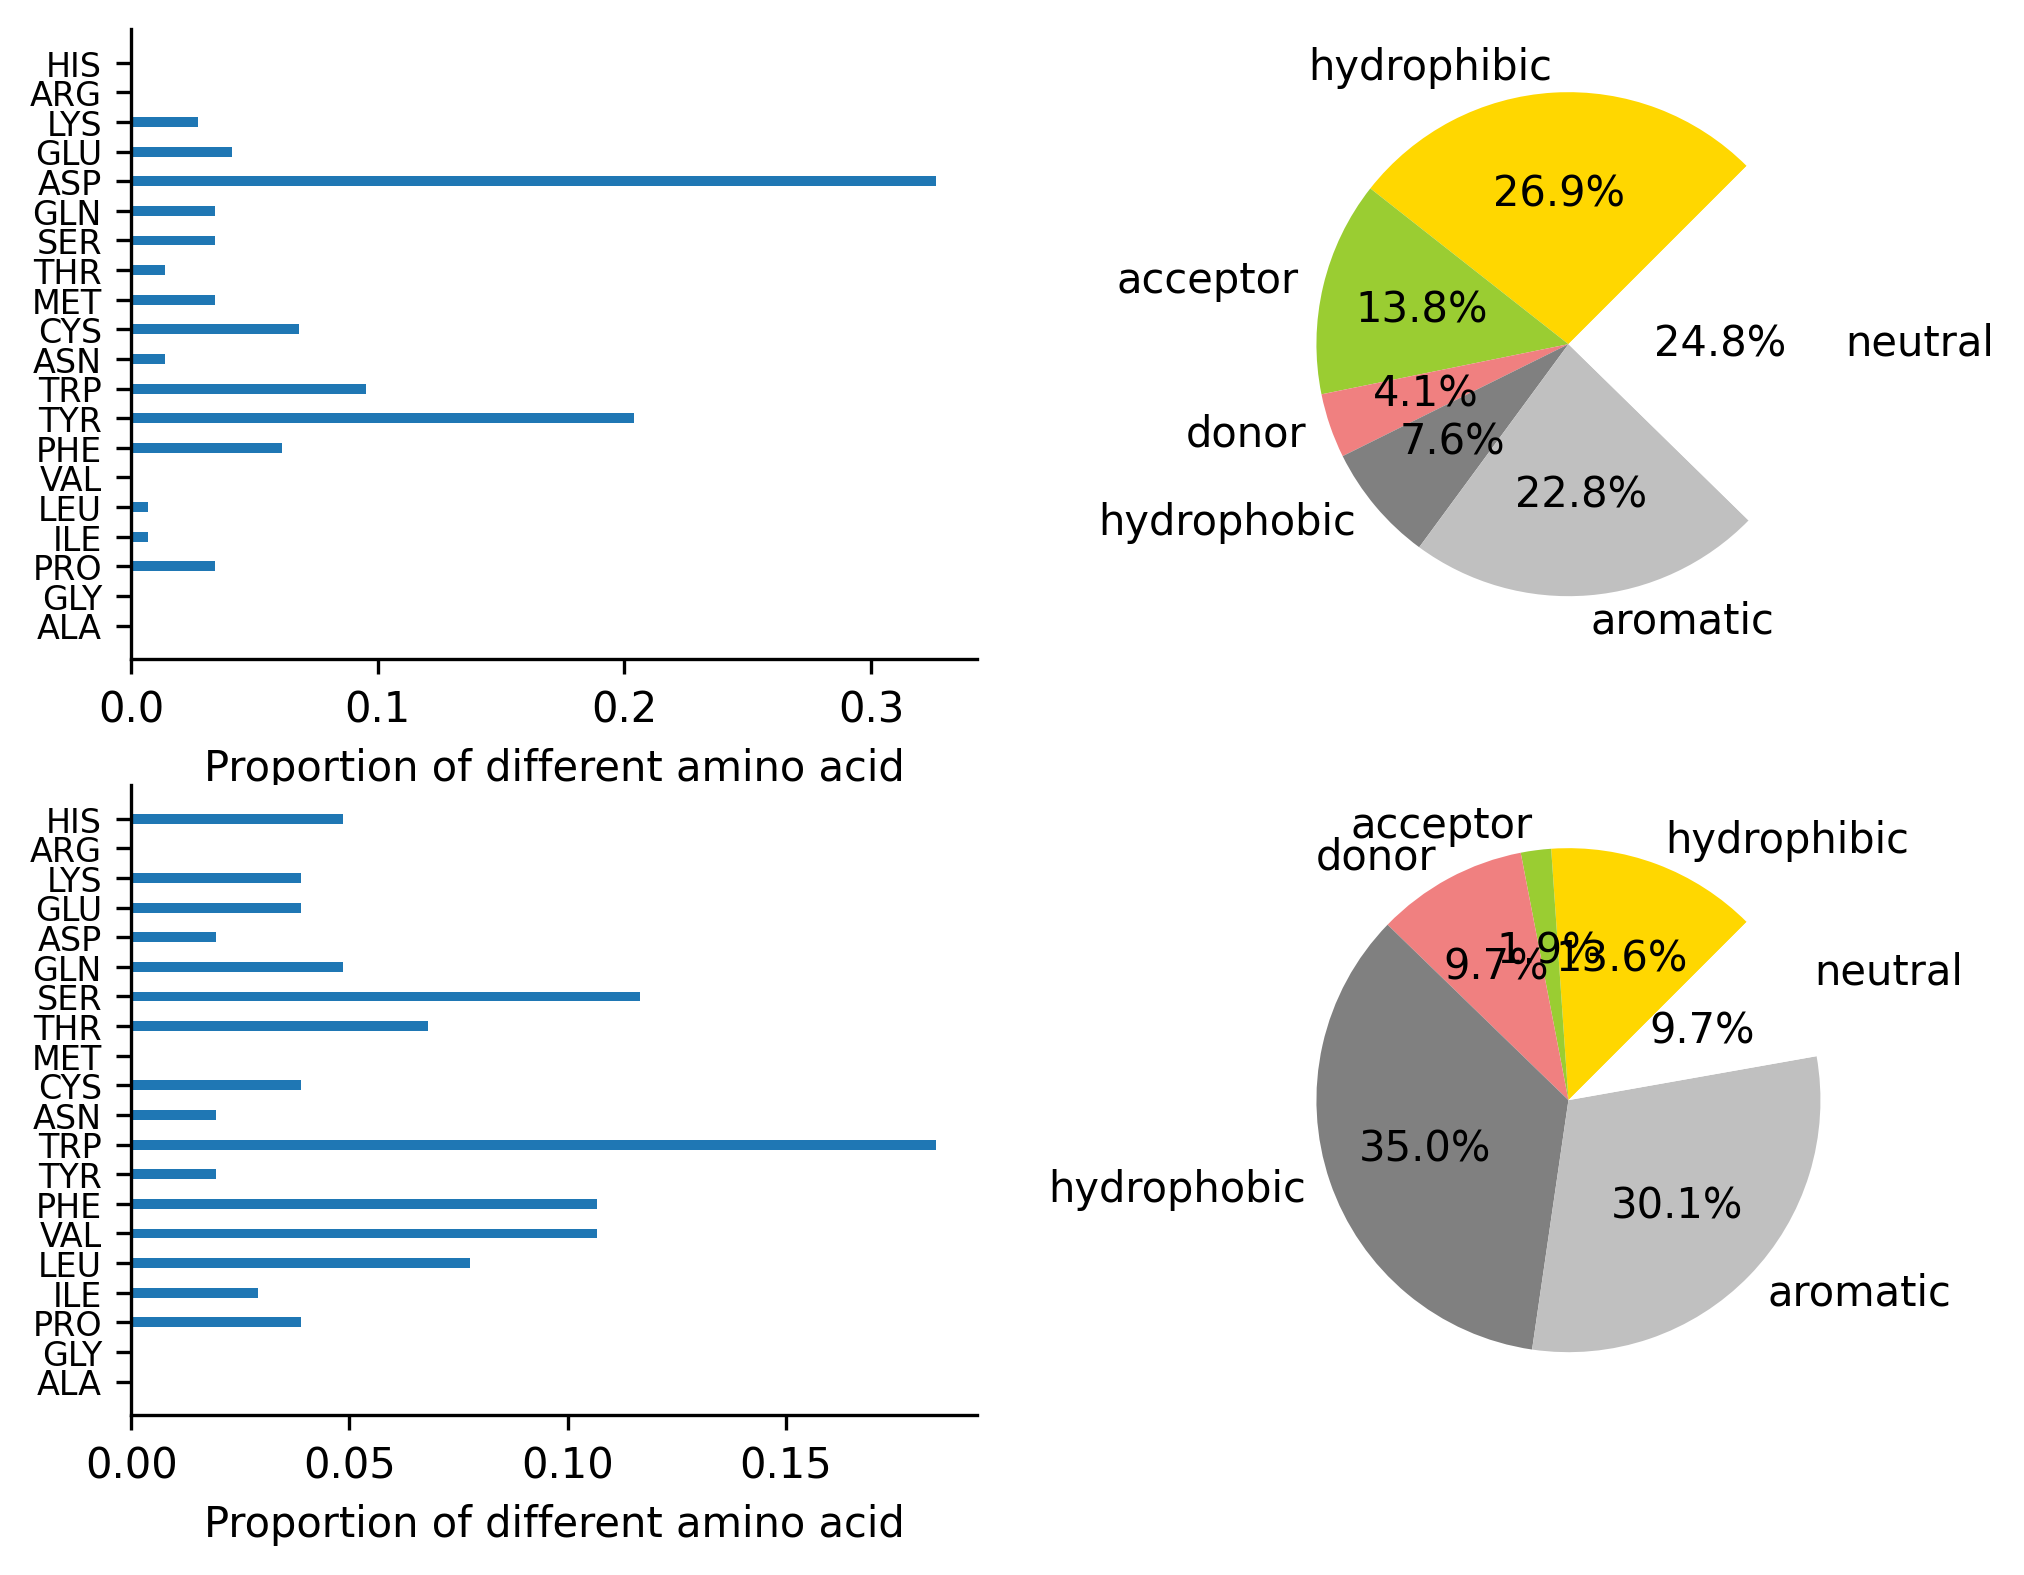 HIS
ARG
LYS
GLU
ASP
GLN
SER
THR
MET
CYS
ASN
TRP
TYR
PHE
VAL
LEU
ILE
PRO
GLY
ALA
0.0 0.1 0.2 0.3
Proportion of different amino acid
hydrophibic
26.9%
acceptor
13.8%
24.8%
neutral
4.1%
donor
7.6%
22.8%
hydrophobic
aromatic
HIS
ARG
LYS
GLU
ASP
GLN
SER
THR
MET
CYS
ASN
TRP
TYR
PHE
VAL
LEU
ILE
PRO
GLY
ALA
0.00 0.05 0.10 0.15
Proportion of different amino acid
acceptor
hydrophibic
donor
1.9%
13.6%
9.7%
neutral
9.7%
35.0%
hydrophobic
30.1%
aromatic